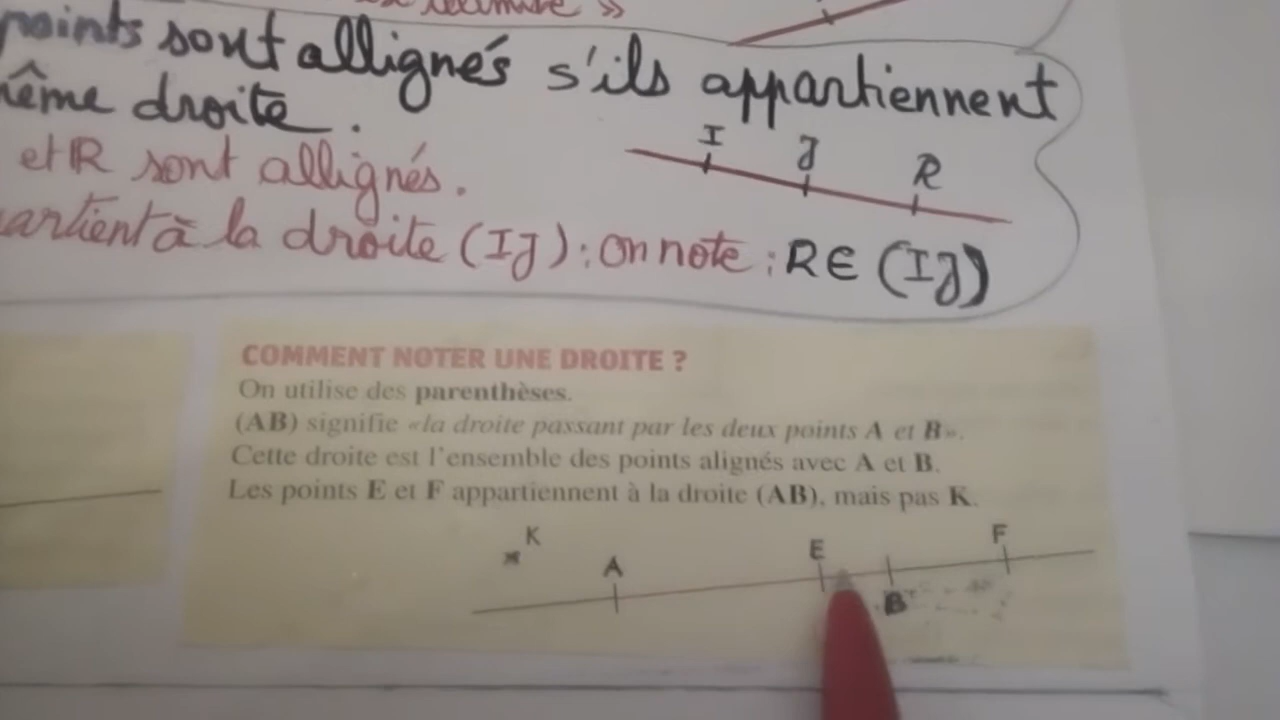 »
points sont allignés s'ils appartiennent
même droite.
et R sont allignés.
artient à la droite (IJ) : on note : R ∈ (IJ)
I J R
COMMENT NOTER UNE DROITE ?
On utilise des parenthèses.
(AB) signifie «la droite passant par les deux points A et B».
Cette droite est l'ensemble des points alignés avec A et B.
Les points E et F appartiennent à la droite (AB), mais pas K.
K A E B F